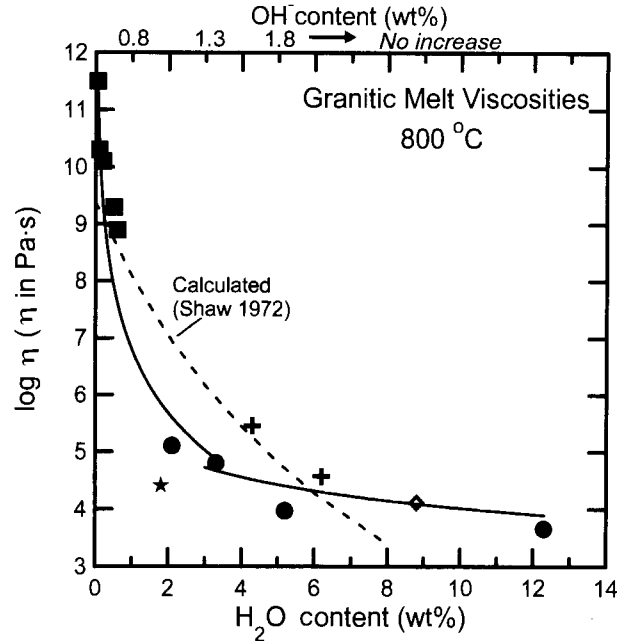 OH⁻content (wt%)
0.8 1.3 1.8 No increase
12
11
10
9
8
7
6
5
4
3
log η ( η in Pa·s)
Granitic Melt Viscosities
800 °C
Calculated
(Shaw 1972)
0 2 4 6 8 10 12 14
H₂O content (wt%)